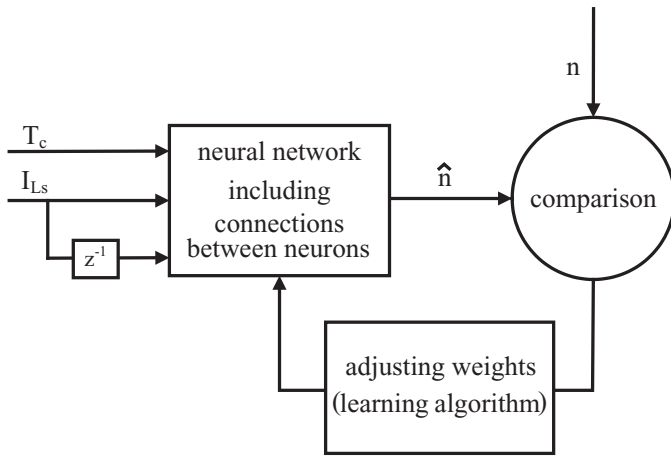 n
T_c
I_Ls
z⁻¹
neural network
including
connections
between neurons
n̂
comparison
adjusting weights
(learning algorithm)